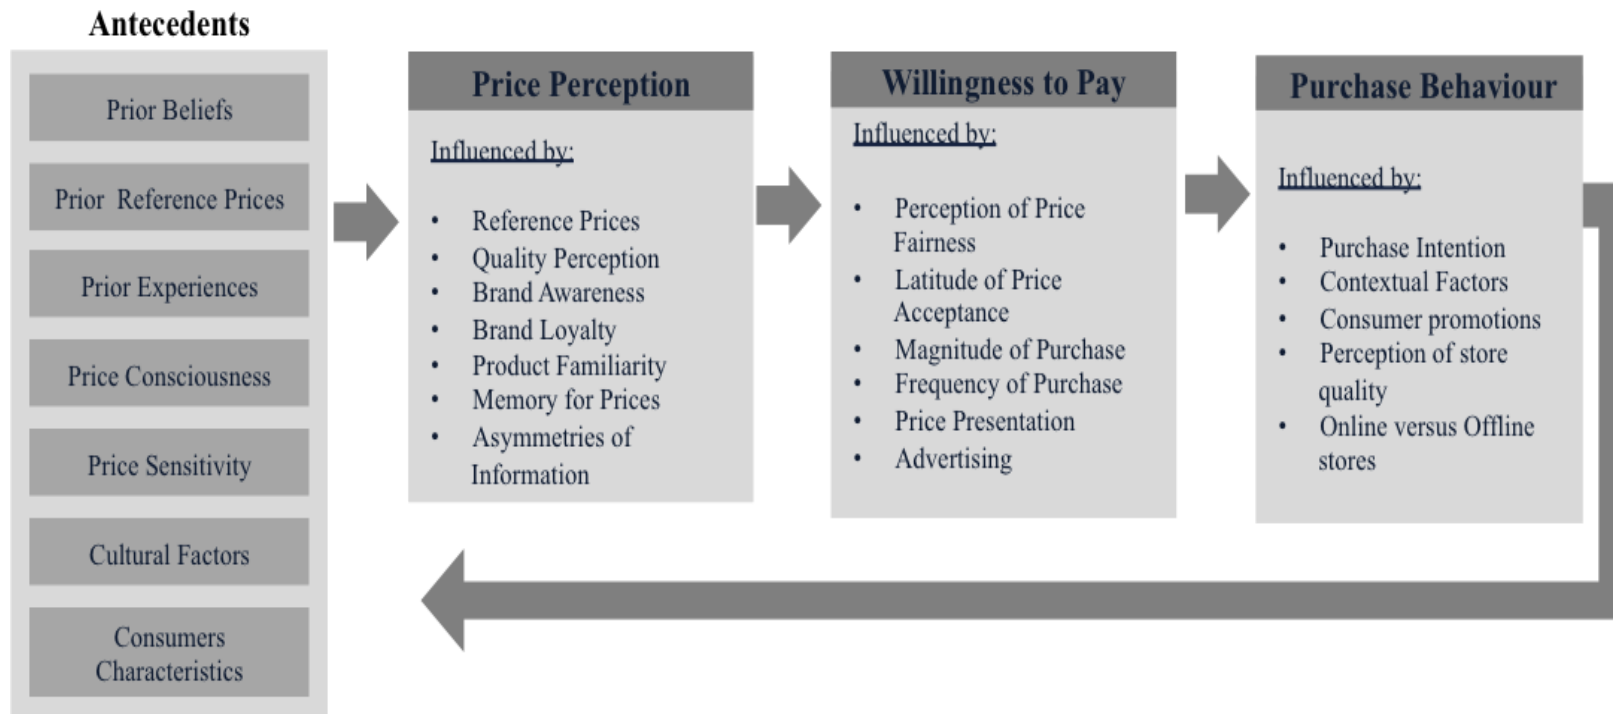 Antecedents
Prior Beliefs
Prior Reference Prices
Prior Experiences
Price Consciousness
Price Sensitivity
Cultural Factors
Consumers
Characteristics
Price Perception
Influenced by:
• Reference Prices
• Quality Perception
• Brand Awareness
• Brand Loyalty
• Product Familiarity
• Memory for Prices
• Asymmetries of
Information
Willingness to Pay
Influenced by:
• Perception of Price
Fairness
• Latitude of Price
Acceptance
• Magnitude of Purchase
• Frequency of Purchase
• Price Presentation
• Advertising
Purchase Behaviour
Influenced by:
• Purchase Intention
• Contextual Factors
• Consumer promotions
• Perception of store
quality
• Online versus Offline
stores